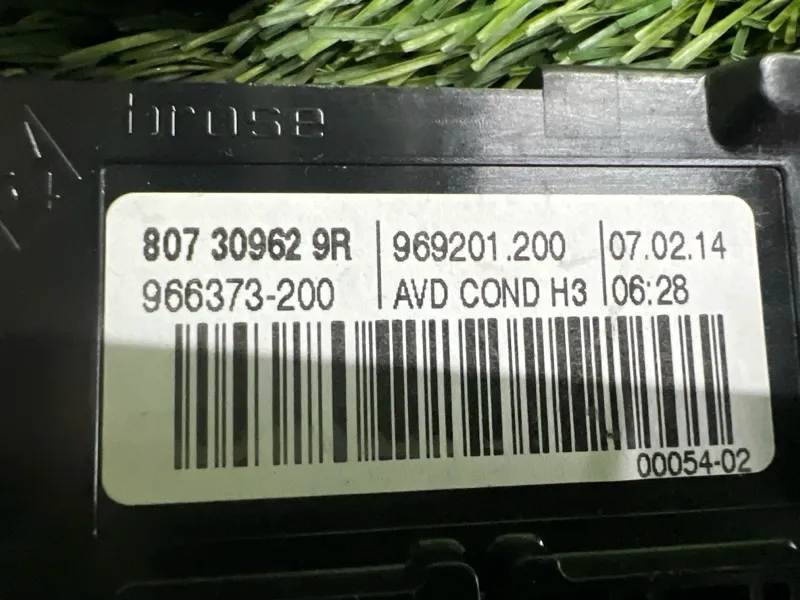 brose
807 30962 9R 969201.200 07.02.14
966373-200 AVD COND H3 06:28
00054-02